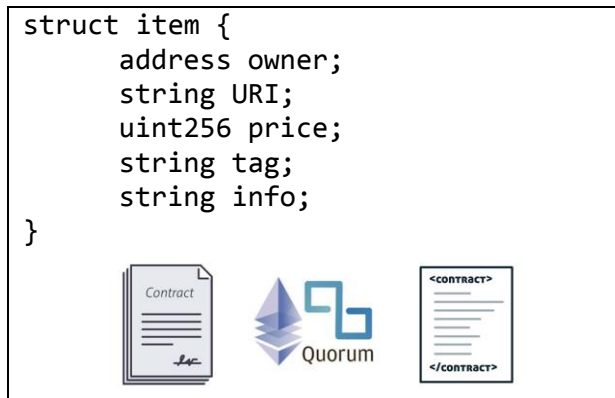 struct item {
address owner;
string URI;
uint256 price;
string tag;
string info;
}
Contract
Quorum
<contract>
</contract>